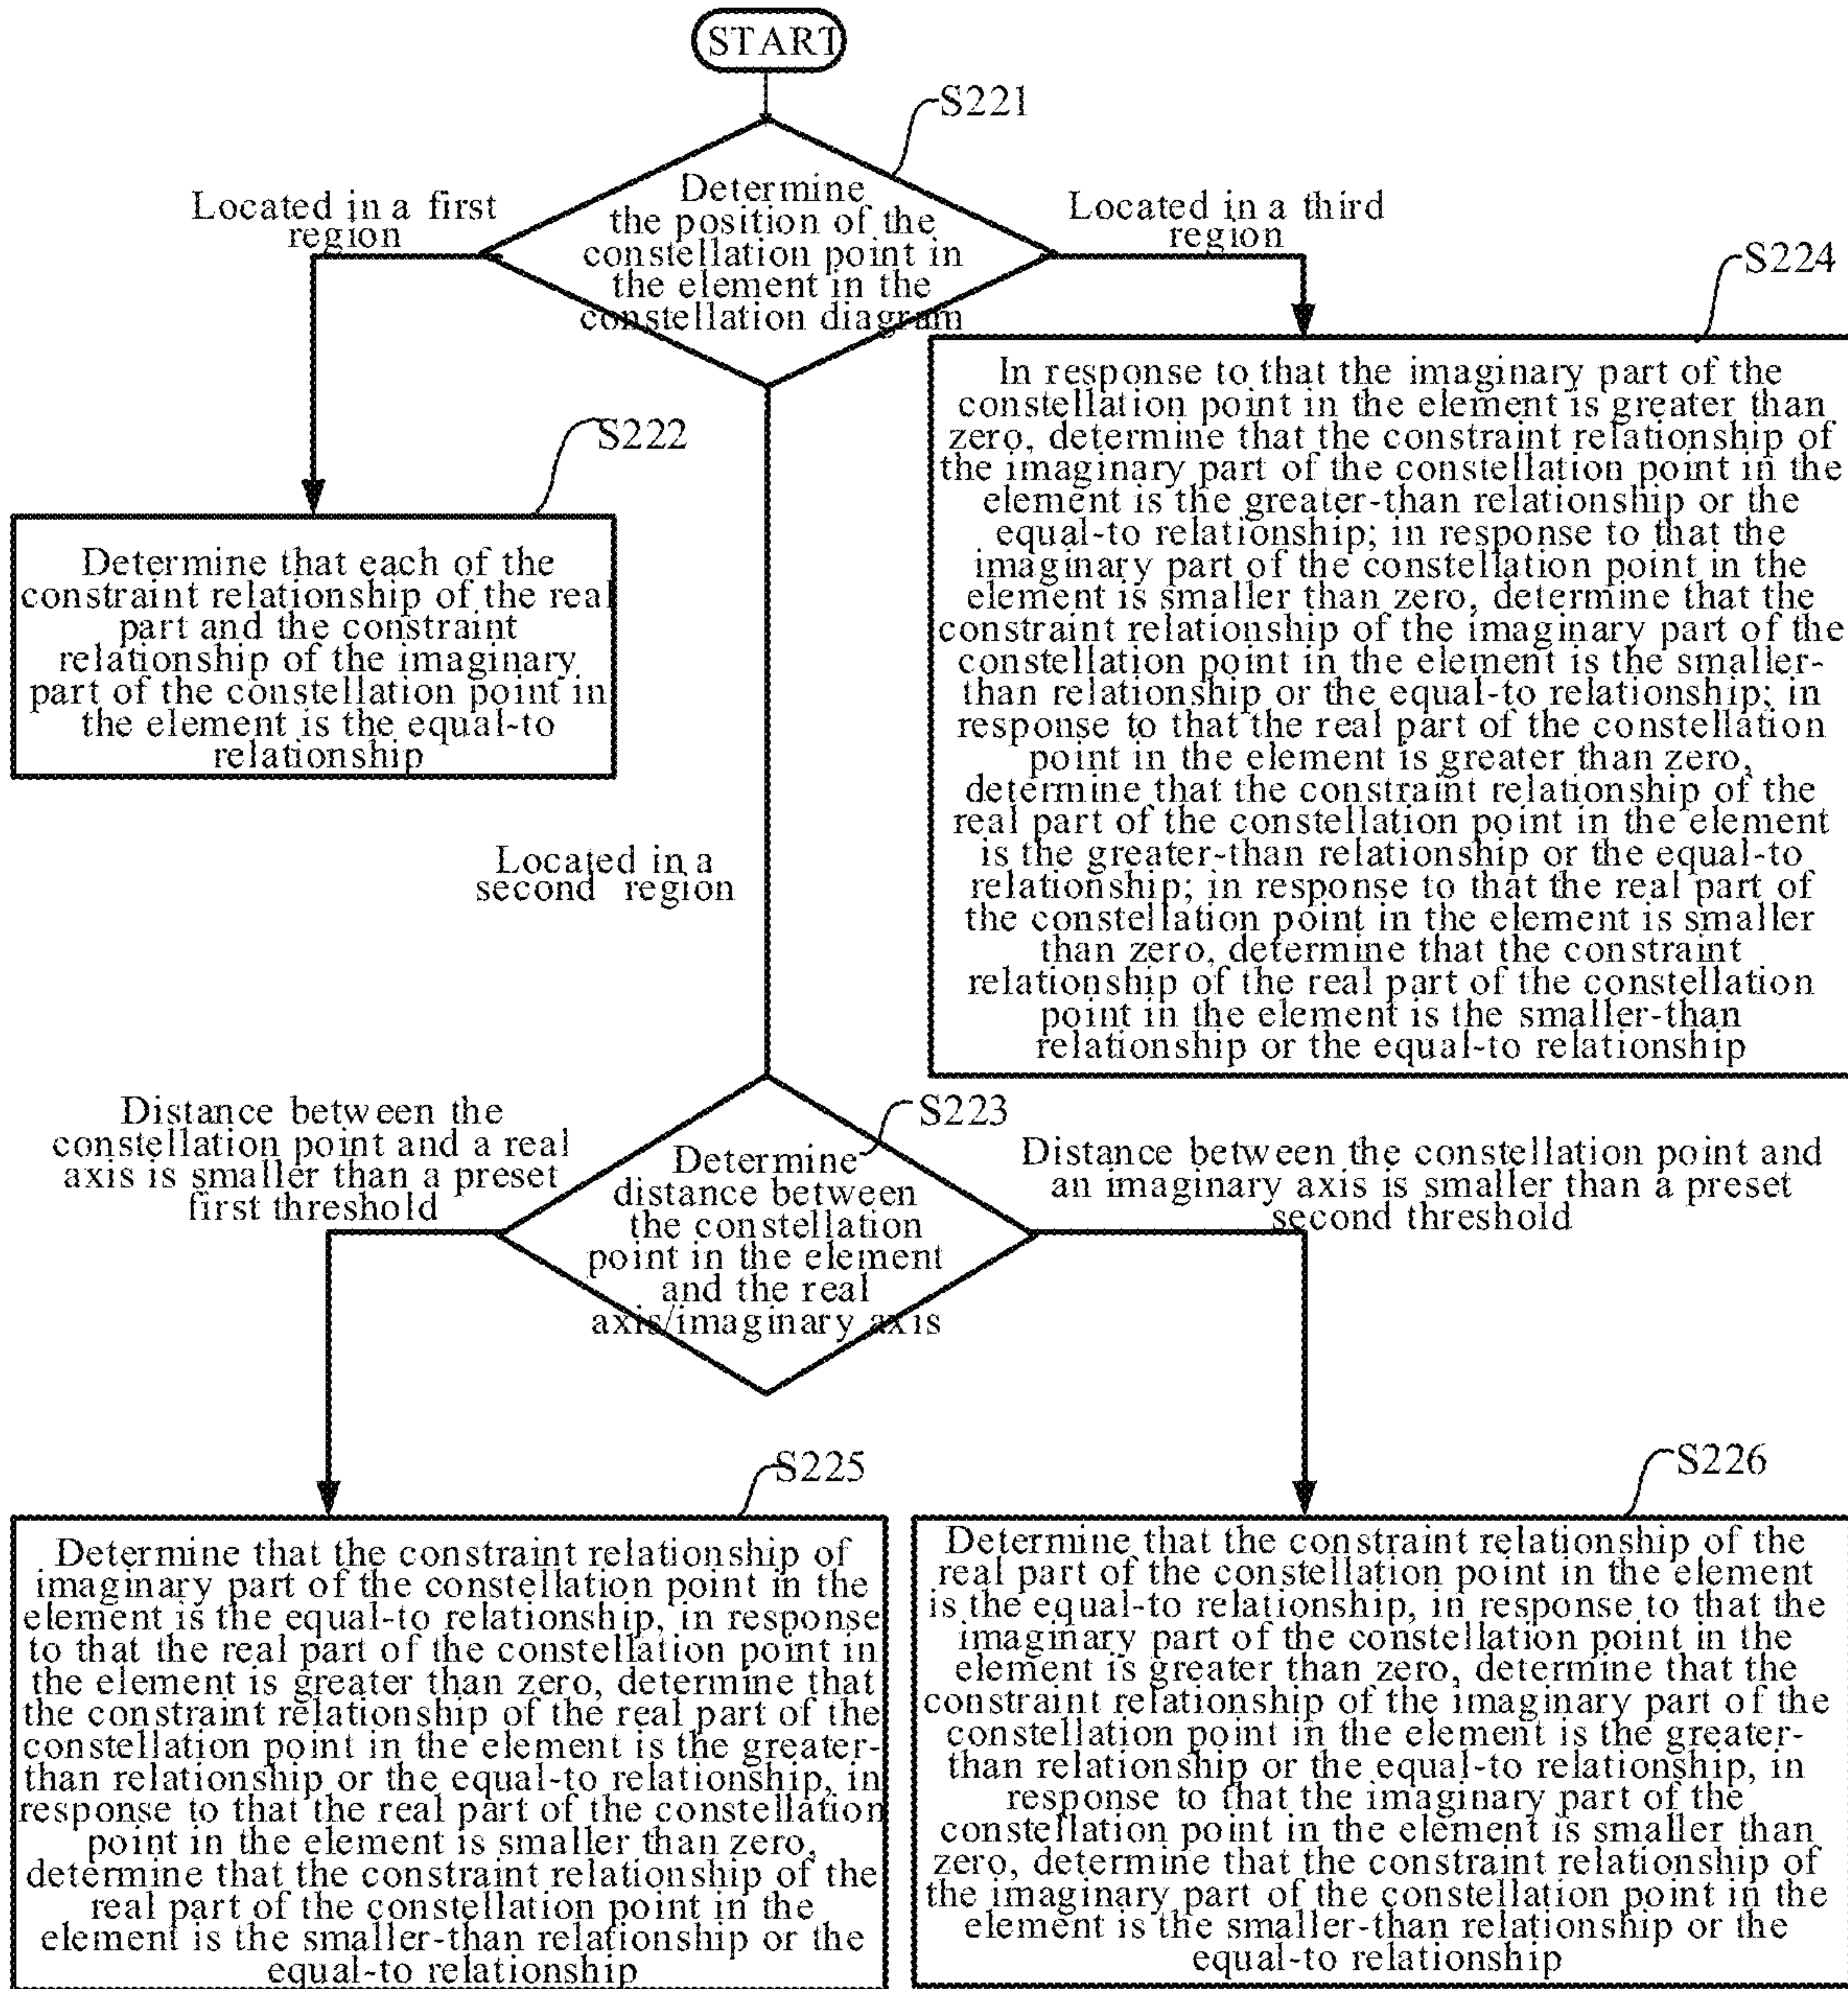 START
S221
Determine
the position of the
constellation point in
the element in the
constellation diagram
Located in a first
region
Located in a third
region
S222
Determine that each of the
constraint relationship of the real
part and the constraint
relationship of the imaginary
part of the constellation point in
the element is the equal-to
relationship
S224
In response to that the imaginary part of the
constellation point in the element is greater than
zero, determine that the constraint relationship of
the imaginary part of the constellation point in the
element is the greater-than relationship or the
equal-to relationship; in response to that the
imaginary part of the constellation point in the
element is smaller than zero, determine that the
constraint relationship of the imaginary part of the
constellation point in the element is the smaller-
than relationship or the equal-to relationship; in
response to that the real part of the constellation
point in the element is greater than zero,
determine that the constraint relationship of the
real part of the constellation point in the element
is the greater-than relationship or the equal-to
relationship; in response to that the real part of
the constellation point in the element is smaller
than zero, determine that the constraint
relationship of the real part of the constellation
point in the element is the smaller-than
relationship or the equal-to relationship
Located in a
second region
S223
Determine
distance between
the constellation
point in the element
and the real
axis/imaginary axis
Distance between the
constellation point and a real
axis is smaller than a preset
first threshold
Distance between the constellation point and
an imaginary axis is smaller than a preset
second threshold
S225
Determine that the constraint relationship of
imaginary part of the constellation point in the
element is the equal-to relationship, in response
to that the real part of the constellation point in
the element is greater than zero, determine that
the constraint relationship of the real part of the
constellation point in the element is the greater-
than relationship or the equal-to relationship, in
response to that the real part of the constellation
point in the element is smaller than zero,
determine that the constraint relationship of the
real part of the constellation point in the
element is the smaller-than relationship or the
equal-to relationship
S226
Determine that the constraint relationship of the
real part of the constellation point in the element
is the equal-to relationship, in response to that the
imaginary part of the constellation point in the
element is greater than zero, determine that the
constraint relationship of the imaginary part of the
constellation point in the element is the greater-
than relationship or the equal-to relationship, in
response to that the imaginary part of the
constellation point in the element is smaller than
zero, determine that the constraint relationship of
the imaginary part of the constellation point in the
element is the smaller-than relationship or the
equal-to relationship